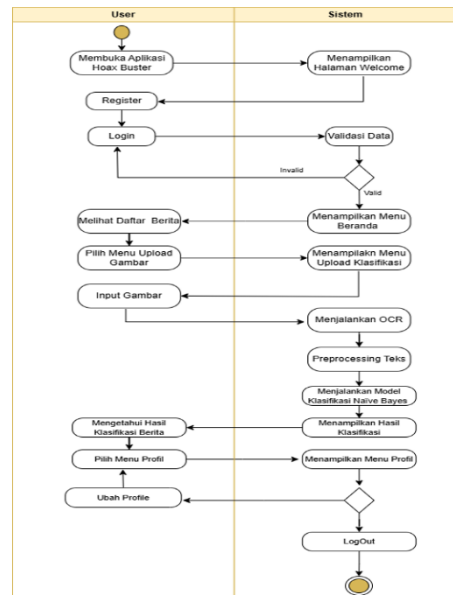 User
Sistem
Membuka Aplikasi
Hoax Buster
Menampilkan
Halaman Welcome
Register
Login
Validasi Data
Invalid
Valid
Melihat Daftar Berita
Menampilkan Menu
Beranda
Pilih Menu Upload
Gambar
Menampilakn Menu
Upload Klasifikasi
Input Gambar
Menjalankan OCR
Preprocessing Teks
Menjalankan Model
Klasifikasi Naïve Bayes
Mengetahui Hasil
Klasifikasi Berita
Menampilkan Hasil
Klasifikasi
Pilih Menu Profil
Menampilkan Menu Profil
Ubah Profile
LogOut